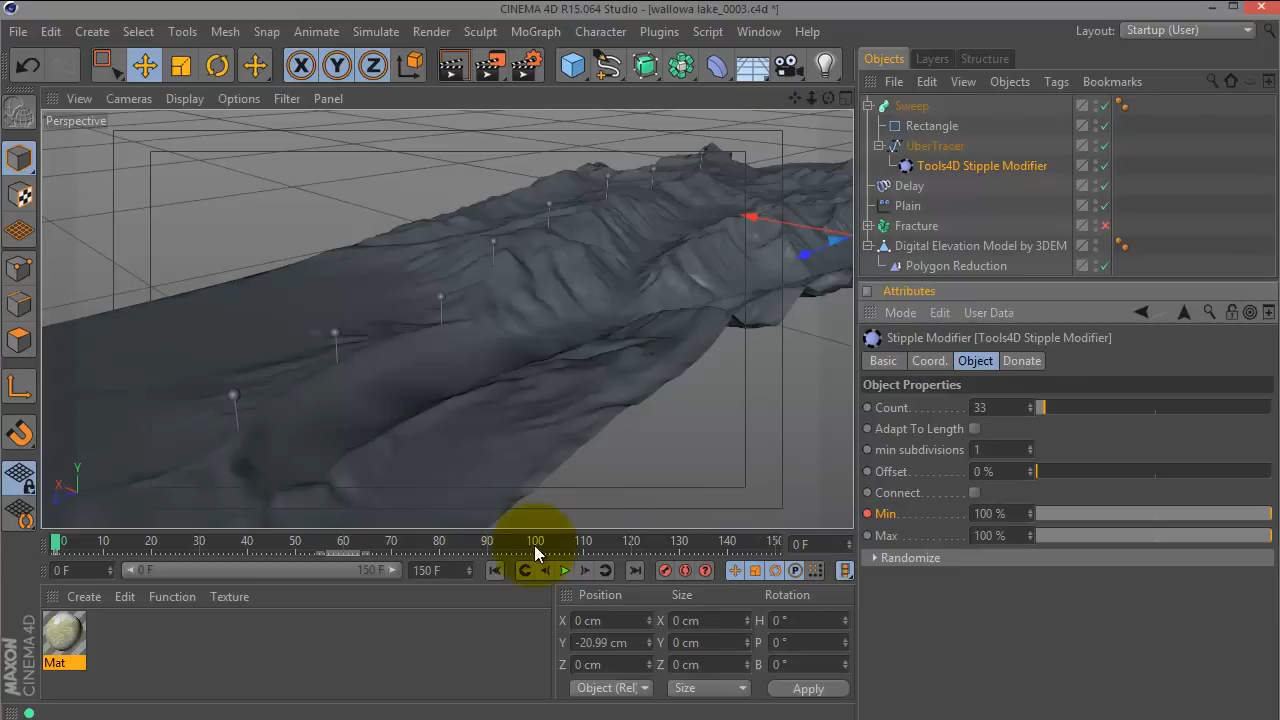 CINEMA 4D R15.064 Studio - [wallowa lake_0003.c4d *]
File Edit Create Select Tools Mesh Snap Animate Simulate Render Sculpt MoGraph Character Plugins Script Window Help
Layout: Startup (User)
Objects Layers Structure
View Cameras Display Options Filter Panel
File Edit View Objects Tags Bookmarks
Perspective
Sweep
Rectangle
UberTracer
Tools4D Stipple Modifier
Delay
Plain
Fracture
Digital Elevation Model by 3DEM
Polygon Reduction
Attributes
Mode Edit User Data
Stipple Modifier [Tools4D Stipple Modifier]
Basic Coord. Object Donate
Object Properties
Count 33
Adapt To Length
min subdivisions 1
Offset 0 %
Connect
Min 100 %
Max 100 %
Randomize
Y
X
0 10 20 30 40 50 60 70 80 90 100 110 120 130 140 150 0 F
0 F 0 F 150 F 150 F
Create Edit Function Texture
Mat
Position Size Rotation
X 0 cm X 0 cm H 0 °
Y -20.99 cm Y 0 cm P 0 °
Z 0 cm Z 0 cm B 0 °
Object (Rel) Size Apply
MAXON
CINEMA 4D